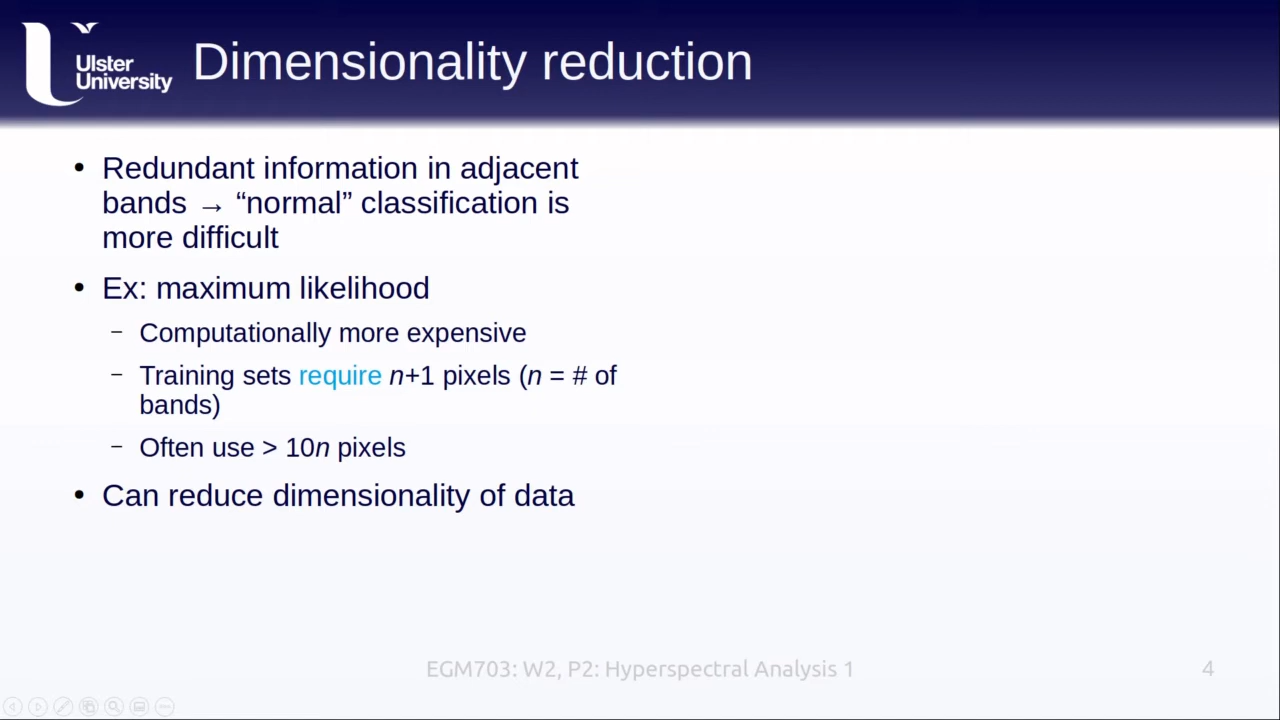 Ulster
University
Dimensionality reduction
• Redundant information in adjacent
bands → “normal” classification is
more difficult
• Ex: maximum likelihood
– Computationally more expensive
– Training sets require n+1 pixels (n = # of
bands)
– Often use > 10n pixels
• Can reduce dimensionality of data
EGM703: W2, P2: Hyperspectral Analysis 1
4